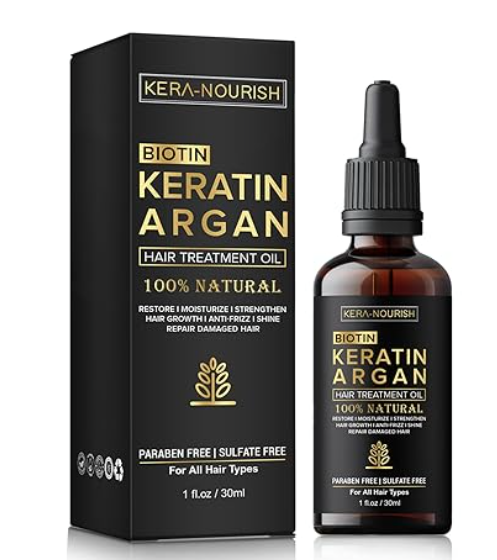 KERA-NOURISH
BIOTIN
KERATIN
ARGAN
HAIR TREATMENT OIL
100% NATURAL
RESTORE I MOISTURIZE I STRENGTHEN
HAIR GROWTH I ANTI-FRIZZ I SHINE
REPAIR DAMAGED HAIR
PARABEN FREE | SULFATE FREE
For All Hair Types
1 fl.oz / 30ml
KERA-NOURISH
BIOTIN
KERATIN
ARGAN
HAIR TREATMENT OIL
100% NATURAL
RESTORE I MOISTURIZE I STRENGTHEN
HAIR GROWTH I ANTI-FRIZZ I SHINE
REPAIR DAMAGED HAIR
PARABEN FREE | SULFATE FREE
For All Hair Types
1 fl.oz / 30ml